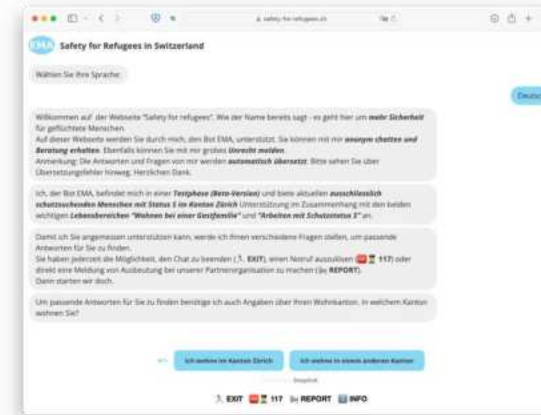 safety-for-refugees.ch
EMA
Safety for Refugees in Switzerland
Wählen Sie Ihre Sprache:
Deutsc
Willkommen auf der Webseite "Safety for refugees". Wie der Name bereits sagt - es geht hier um mehr Sicherheit
für geflüchtete Menschen.
Auf dieser Webseite werden Sie durch mich, den Bot EMA, unterstützt. Sie können mit mir anonym chatten und
Beratung erhalten. Ebenfalls können Sie mit mir grobes Unrecht melden.
Anmerkung: Die Antworten und Fragen von mir werden automatisch übersetzt. Bitte sehen Sie über
Übersetzungsfehler hinweg. Herzlichen Dank.
Ich, der Bot EMA, befindet mich in einer Testphase (Beta-Version) und biete aktuellen ausschliesslich
schutzsuchenden Menschen mit Status S im Kanton Zürich Unterstützung im Zusammenhang mit den beiden
wichtigen Lebensbereichen "Wohnen bei einer Gastfamilie" und "Arbeiten mit Schutzstatus S" an.
Damit ich Sie angemessen unterstützen kann, werde ich Ihnen verschiedene Fragen stellen, um passende
Antworten für Sie zu finden.
Sie haben jederzeit die Möglichkeit, den Chat zu beenden (EXIT), einen Notruf auszulösen (117) oder
direkt eine Meldung von Ausbeutung bei unserer Partnerorganisation zu machen (REPORT).
Dann starten wir doch.
Um passende Antworten für Sie zu finden benötige ich auch Angaben über Ihren Wohnkanton. In welchem Kanton
wohnen Sie?
Ich wohne im Kanton Zürich
Ich wohne in einem anderen Kanton
EXIT 117 REPORT INFO